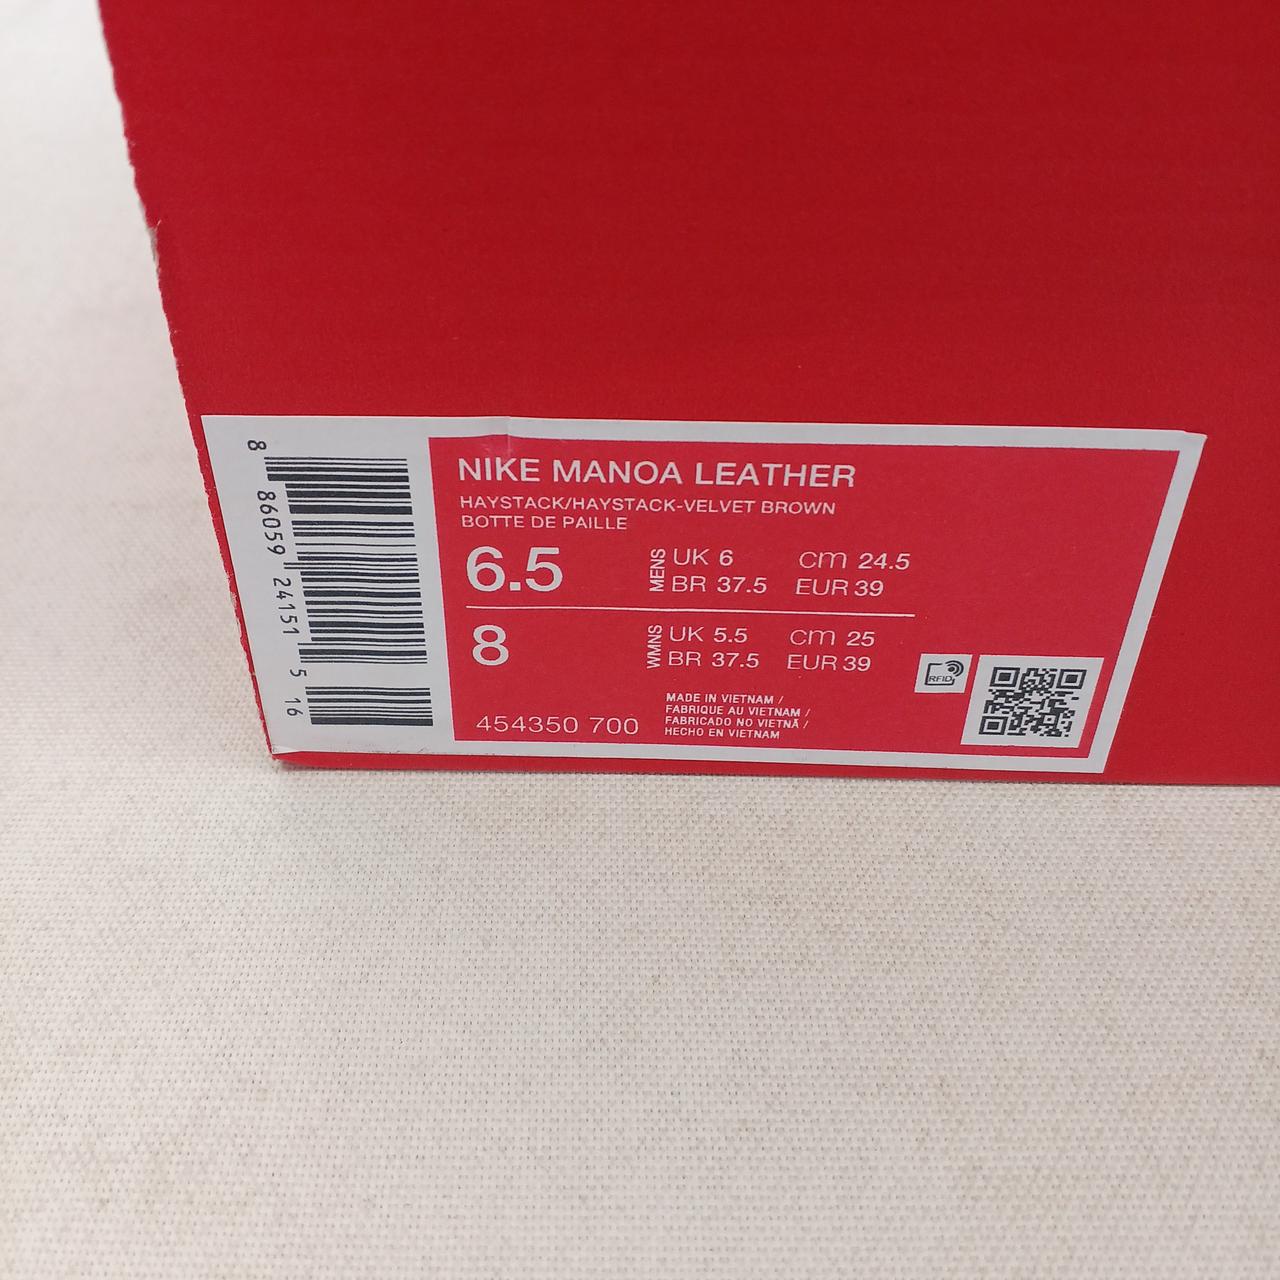 NIKE MANOA LEATHER
HAYSTACK/HAYSTACK-VELVET BROWN
BOTTE DE PAILLE
6.5 MENS UK 6 cm 24.5
BR 37.5 EUR 39
8 WMNS UK 5.5 cm 25
BR 37.5 EUR 39
454350 700
MADE IN VIETNAM /
FABRIQUE AU VIETNAM /
FABRICADO NO VIETNÃ /
HECHO EN VIETNAM
RFID
8 86059 24151 5 16